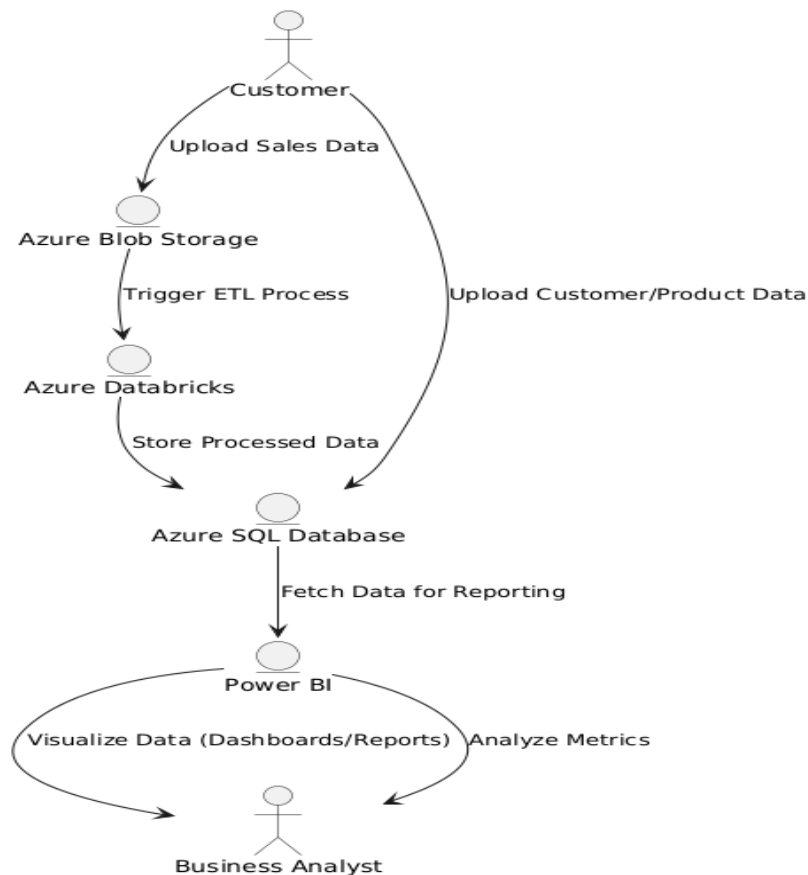 Customer
Upload Sales Data
Azure Blob Storage
Trigger ETL Process
Upload Customer/Product Data
Azure Databricks
Store Processed Data
Azure SQL Database
Fetch Data for Reporting
Power BI
Visualize Data (Dashboards/Reports)
Analyze Metrics
Business Analyst